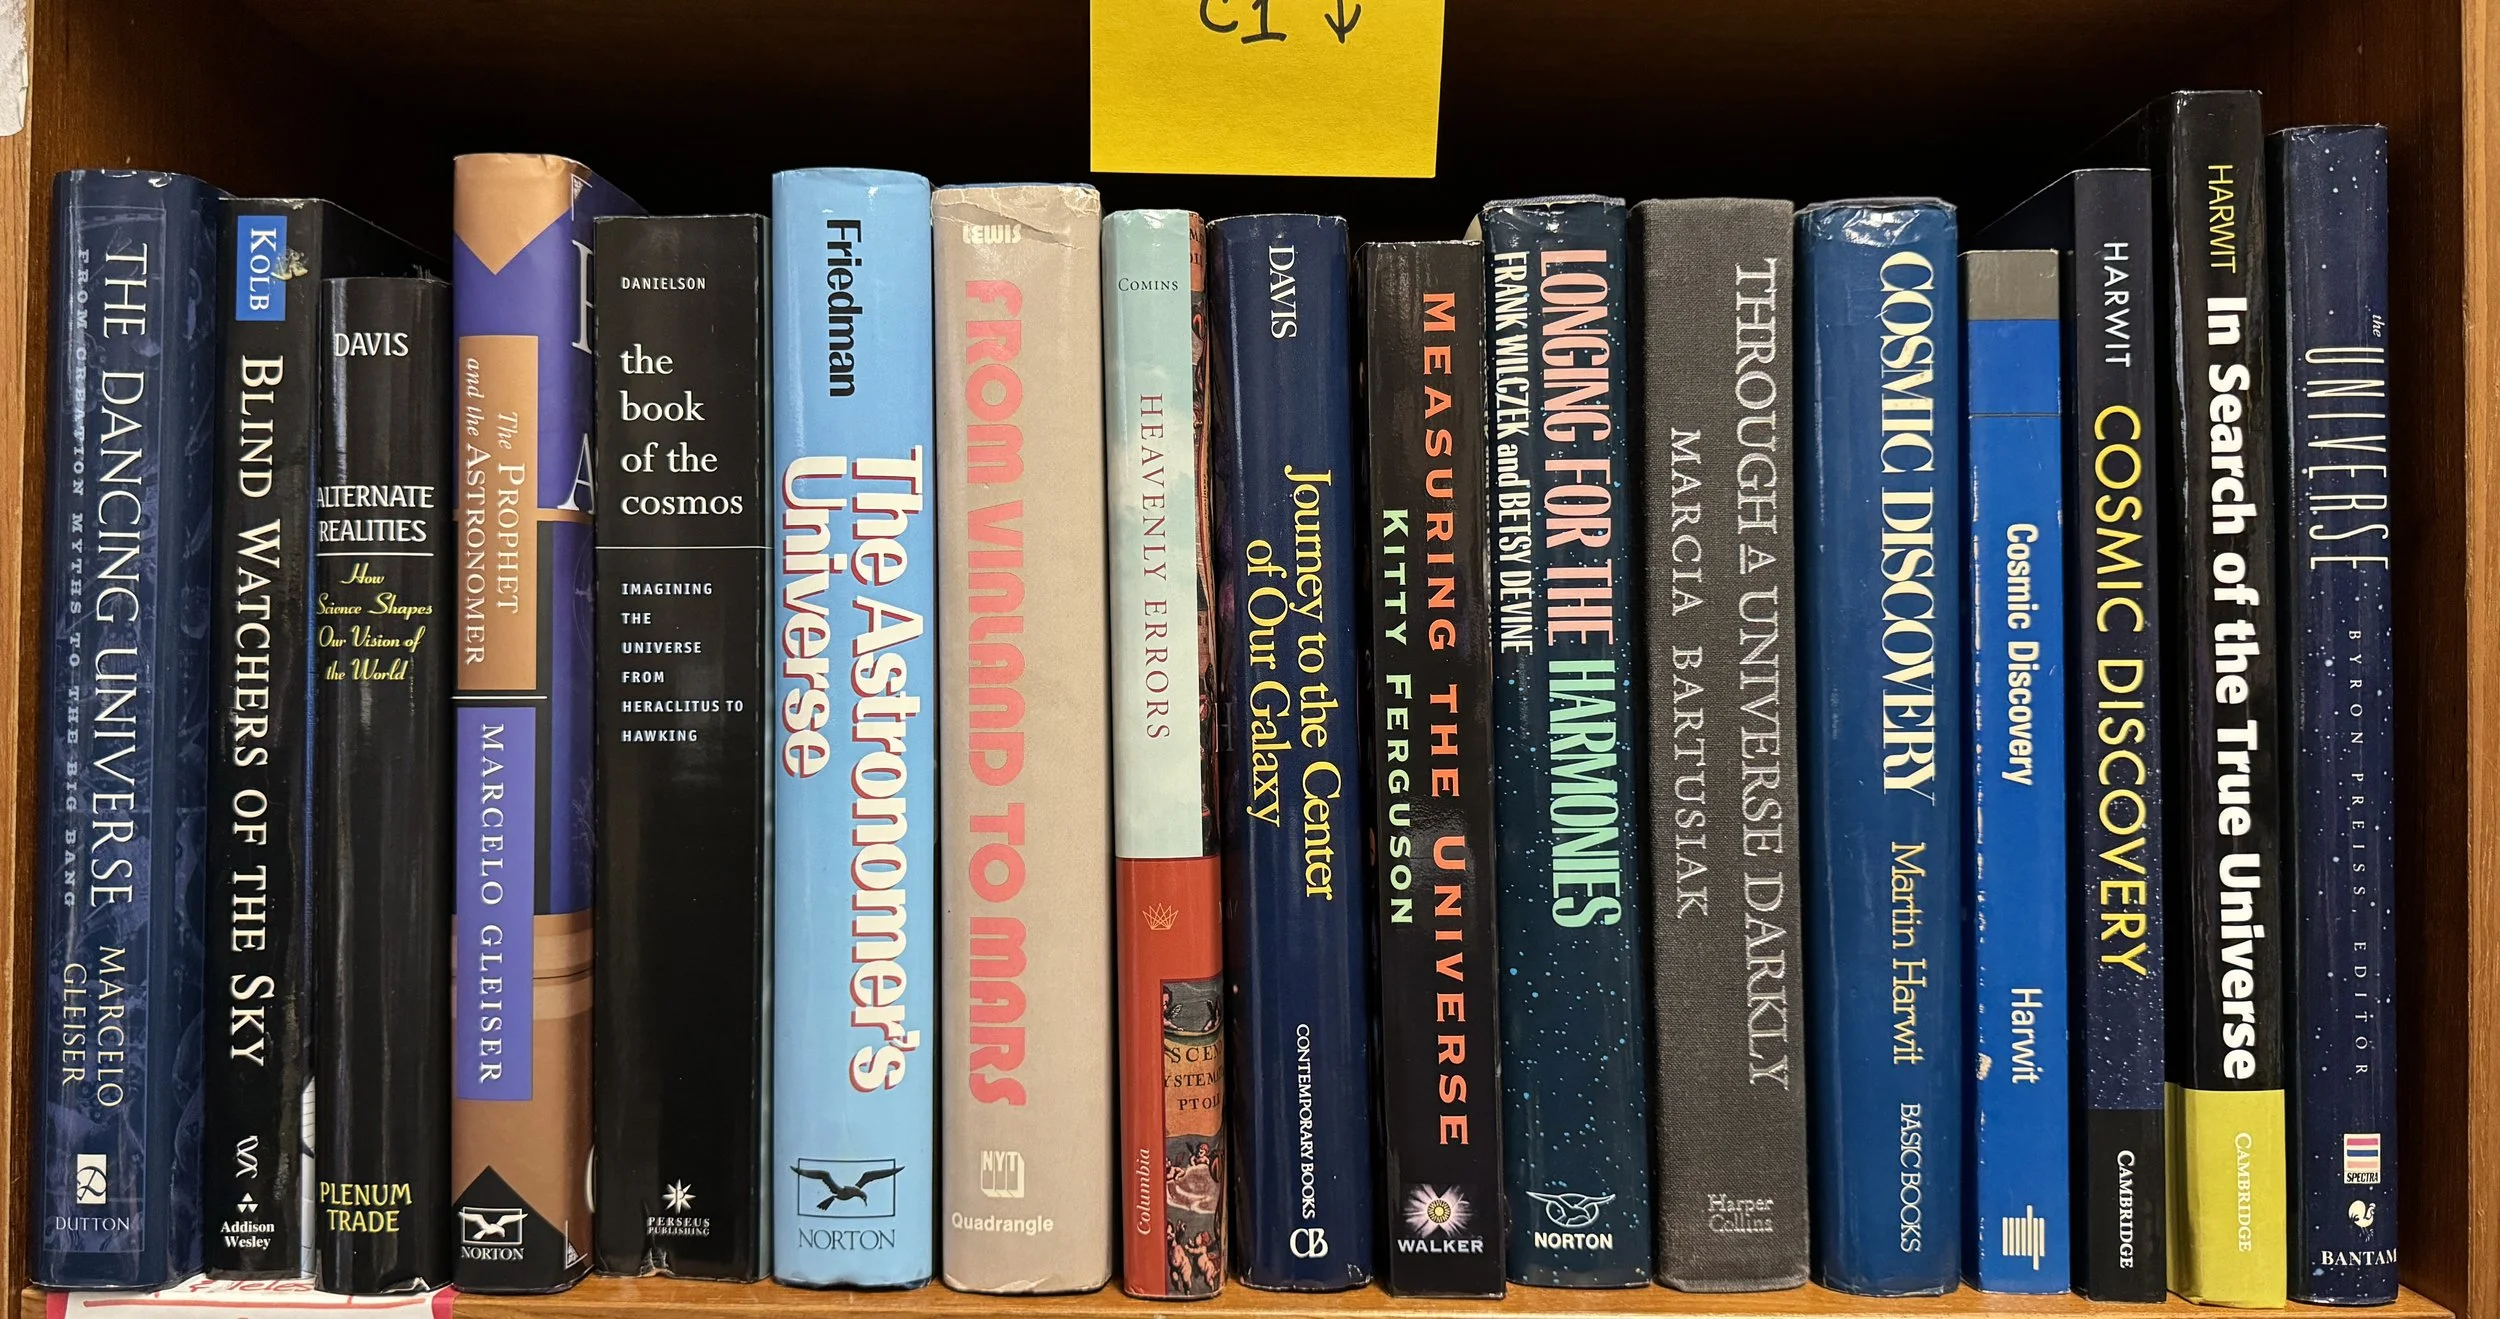 C1 ↓
THE DANCING UNIVERSE
FROM CREATION MYTHS TO THE BIG BANG
MARCELO
GLEISER
DUTTON
KOLB
BLIND WATCHERS OF THE SKY
Addison
Wesley
DAVIS
ALTERNATE
REALITIES
How
Science Shapes
Our Vision of
the World
PLENUM
TRADE
The PROPHET
and the ASTRONOMER
MARCELO GLEISER
NORTON
DANIELSON
the
book
of the
cosmos
IMAGINING
THE
UNIVERSE
FROM
HERACLITUS TO
HAWKING
PERSEUS
PUBLISHING
Friedman
The Astronomer's
Universe
NORTON
LEWIS
FROM VINLAND TO MARS
NYT
Quadrangle
COMINS
HEAVENLY ERRORS
Columbia
SCEN
YSTEM
PTOL
DAVIS
Journey to the Center
of Our Galaxy
CONTEMPORARY BOOKS
CB
MEASURING THE UNIVERSE
KITTY FERGUSON
WALKER
LONGING FOR THE HARMONIES
FRANK WILCZEK and BETSY DEVINE
NORTON
THROUGH A UNIVERSE DARKLY
MARCIA BARTUSIAK
Harper
Collins
COSMIC DISCOVERY
Martin Harwit
BASIC BOOKS
Cosmic Discovery
Harwit
HARWIT
COSMIC DISCOVERY
CAMBRIDGE
HARWIT
In Search of the True Universe
CAMBRIDGE
the
UNIVERSE
BYRON PREISS, EDITOR
SPECTRA
BANTAM